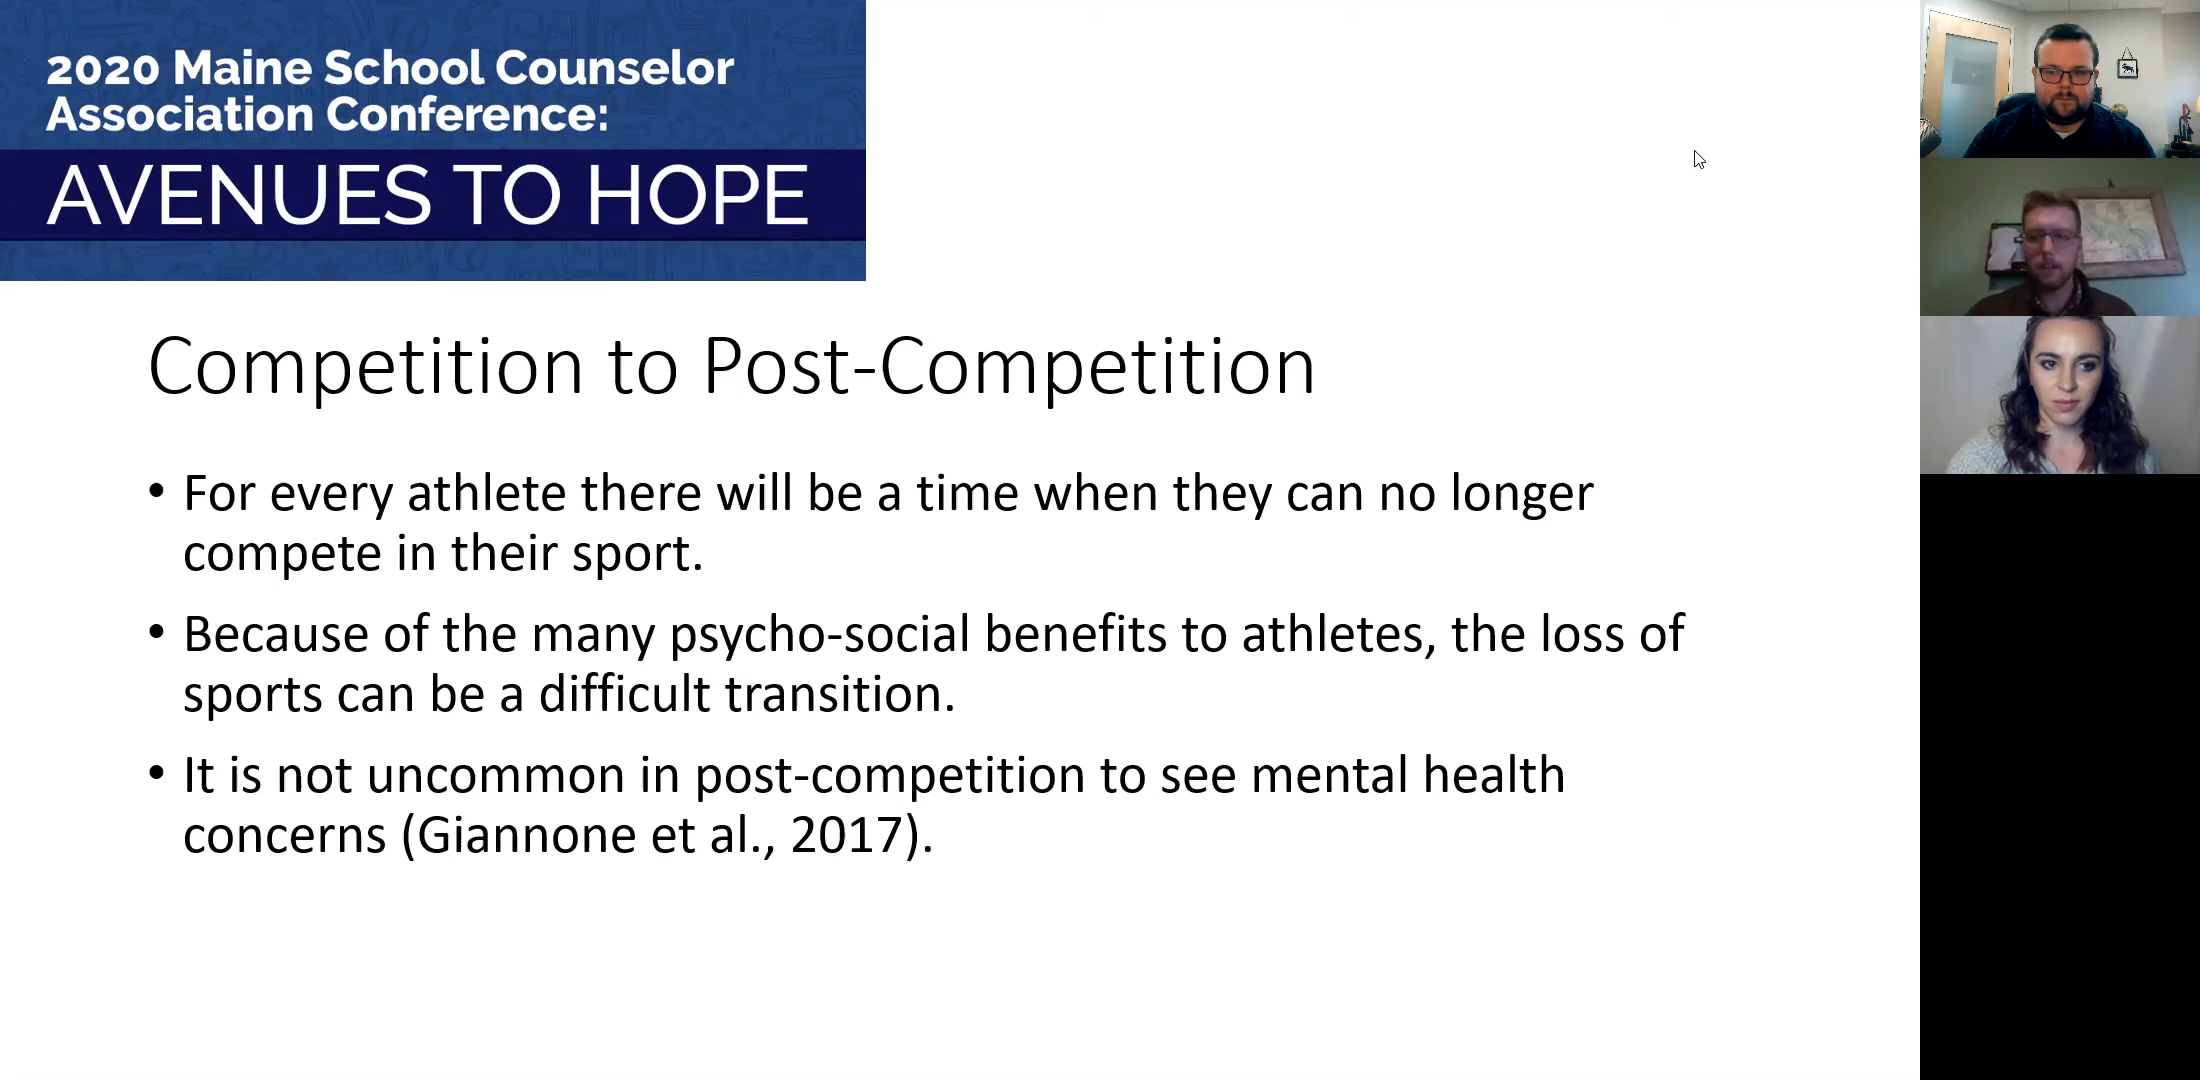 2020 Maine School Counselor
Association Conference:
AVENUES TO HOPE
Competition to Post-Competition
• For every athlete there will be a time when they can no longer
compete in their sport.
• Because of the many psycho-social benefits to athletes, the loss of
sports can be a difficult transition.
• It is not uncommon in post-competition to see mental health
concerns (Giannone et al., 2017).